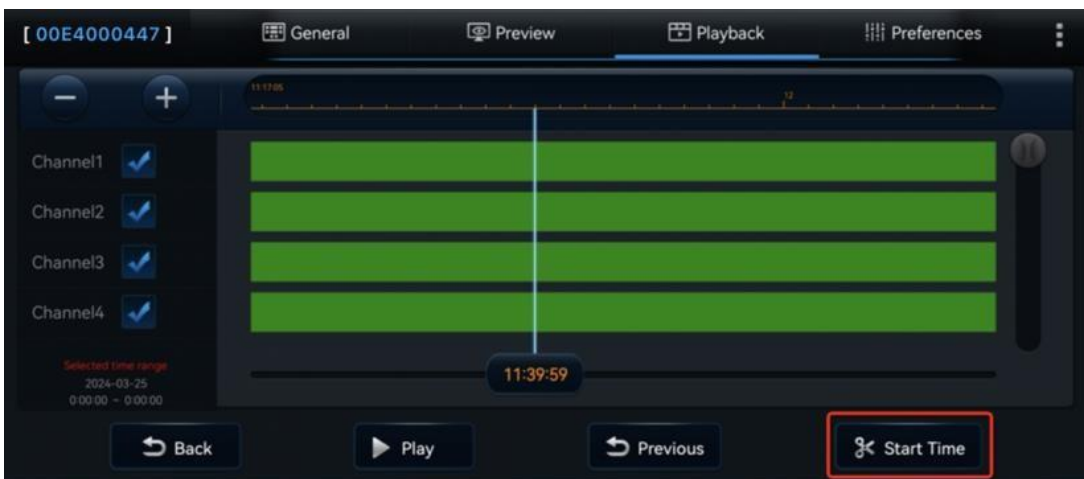 [ 00E4000447 ] General Preview Playback Preferences
11:17:05 12
Channel1
Channel2
Channel3
Channel4
Selected time range
2024-03-25
0:00:00 ~ 0:00:00
11:39:59
Back Play Previous Start Time